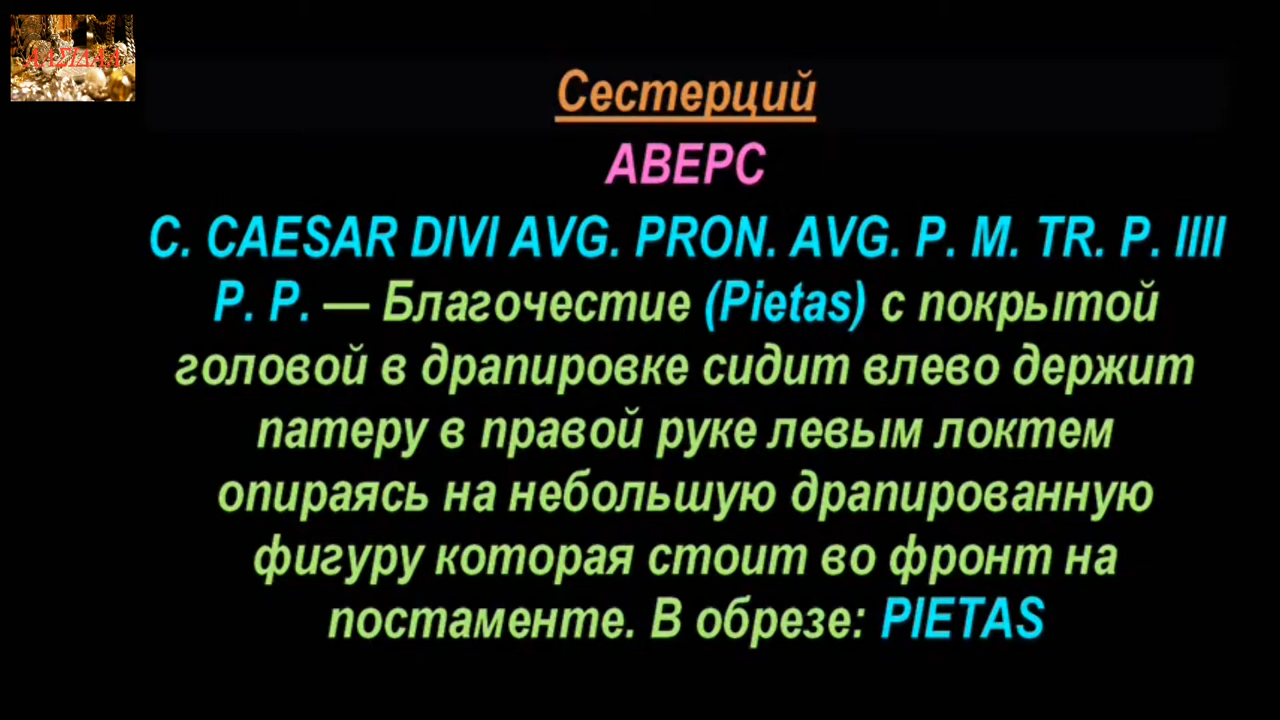 Сестерций
АВЕРС
C. CAESAR DIVI AVG. PRON. AVG. P. M. TR. P. IIII
P. P. — Благочестие (Pietas) с покрытой
головой в драпировке сидит влево держит
патеру в правой руке левым локтем
опираясь на небольшую драпированную
фигуру которая стоит во фронт на
постаменте. В обрезе: PIETAS